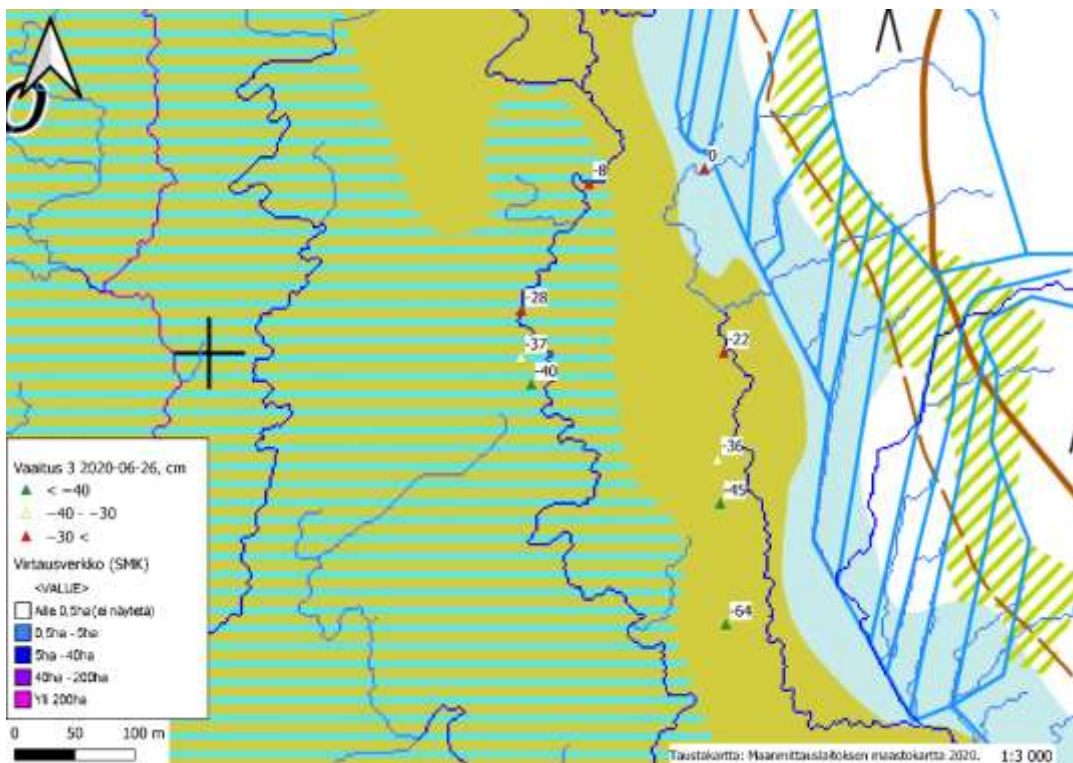 0
-8
-28
-37
-40
-22
-36
-45
-64
Vaaitus 3 2020-06-26, cm
< −40
−40 - −30
−30 <
Virtausverkko (SMK)
<VALUE>
Alle 0,5ha (ei näytetä)
0,5ha - 5ha
5ha -40ha
40ha - 200ha
Yli 200ha
0 50 100 m
Taustakartta: Maanmittauslaitoksen maastokartta 2020. 1:3 000